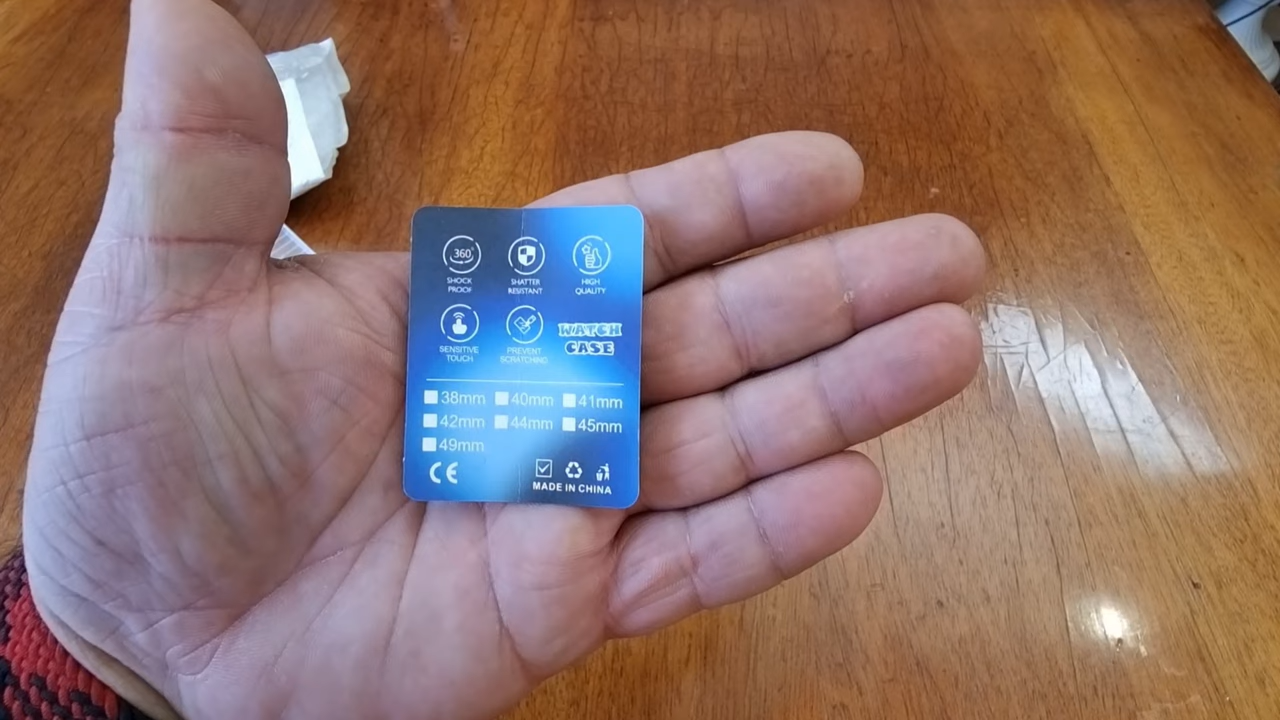 360°
SHOCK PROOF
SHATTER RESISTANT
HIGH QUALITY
SENSITIVE TOUCH
PREVENT SCRATCHING
WATCH CASE
38mm 40mm 41mm
42mm 44mm 45mm
49mm
CE
MADE IN CHINA